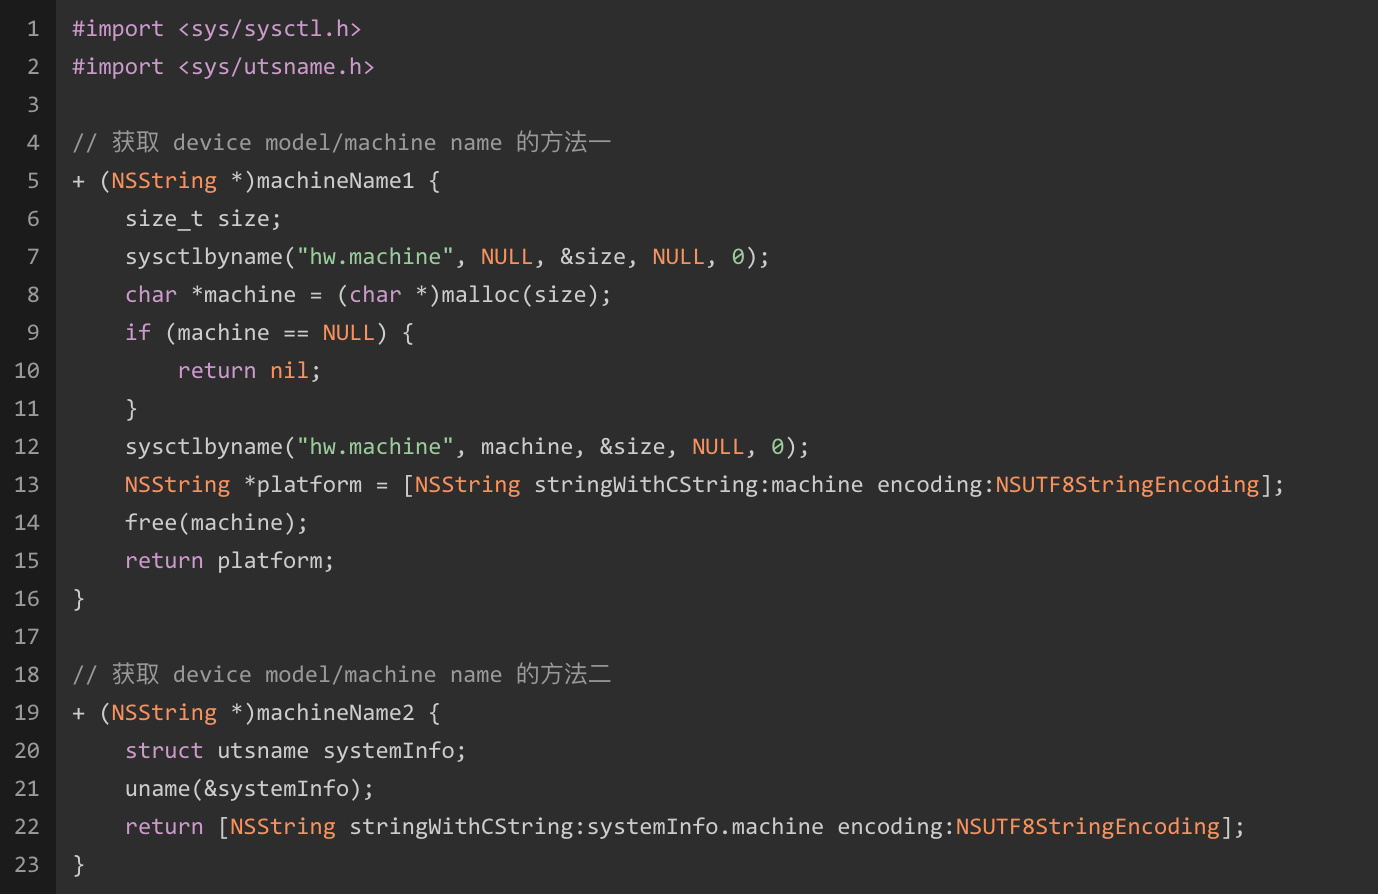 1 #import <sys/sysctl.h>
2 #import <sys/utsname.h>
3
4 // 获取 device model/machine name 的方法一
5 + (NSString *)machineName1 {
6     size_t size;
7     sysctlbyname("hw.machine", NULL, &size, NULL, 0);
8     char *machine = (char *)malloc(size);
9     if (machine == NULL) {
10         return nil;
11     }
12     sysctlbyname("hw.machine", machine, &size, NULL, 0);
13     NSString *platform = [NSString stringWithCString:machine encoding:NSUTF8StringEncoding];
14     free(machine);
15     return platform;
16 }
17
18 // 获取 device model/machine name 的方法二
19 + (NSString *)machineName2 {
20     struct utsname systemInfo;
21     uname(&systemInfo);
22     return [NSString stringWithCString:systemInfo.machine encoding:NSUTF8StringEncoding];
23 }